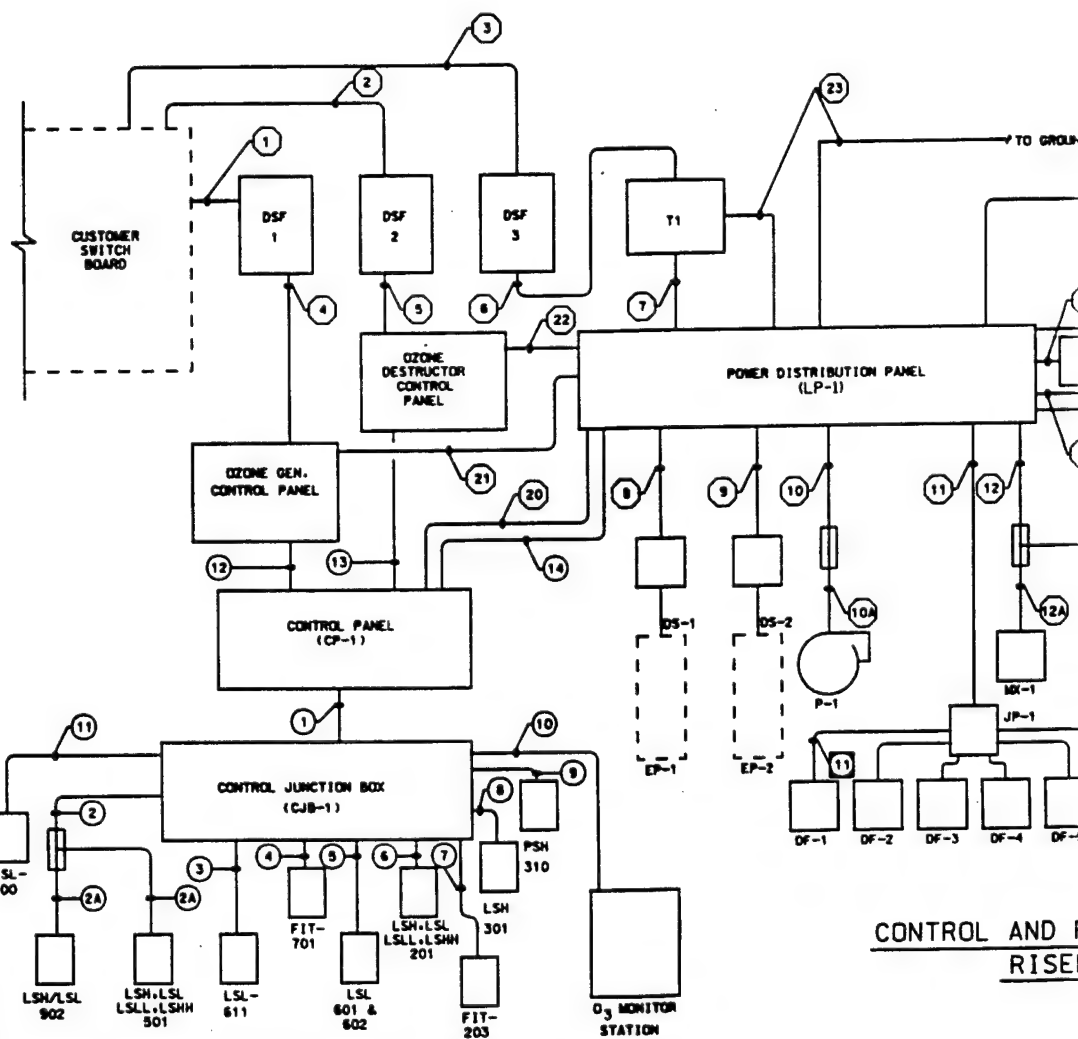 3
2
23
1
TO GROUN
DSF
1
DSF
2
DSF
3
T1
CUSTOMER
SWITCH
BOARD
4
5
6
7
22
OZONE
DESTRUCTOR
CONTROL
PANEL
POWER DISTRIBUTION PANEL
(LP-1)
OZONE GEN.
CONTROL PANEL
21
8
9
10
11
12
20
12
13
14
CONTROL PANEL
(CP-1)
10A
12A
DS-1
DS-2
P-1
MX-1
1
JP-1
11
10
11
CONTROL JUNCTION BOX
(CJB-1)
9
EP-1
EP-2
2
8
PSH
310
DF-1
DF-2
DF-3
DF-4
3
4
5
6
7
SL-
00
2A
2A
LSH
301
FIT-
701
LSH.LSL
LSLL.LSHH
201
LSH/LSL
902
LSH.LSL
LSLL.LSHH
501
LSL-
611
LSL
601 &
602
FIT-
203
O3 MONITOR
STATION
CONTROL AND
RISE